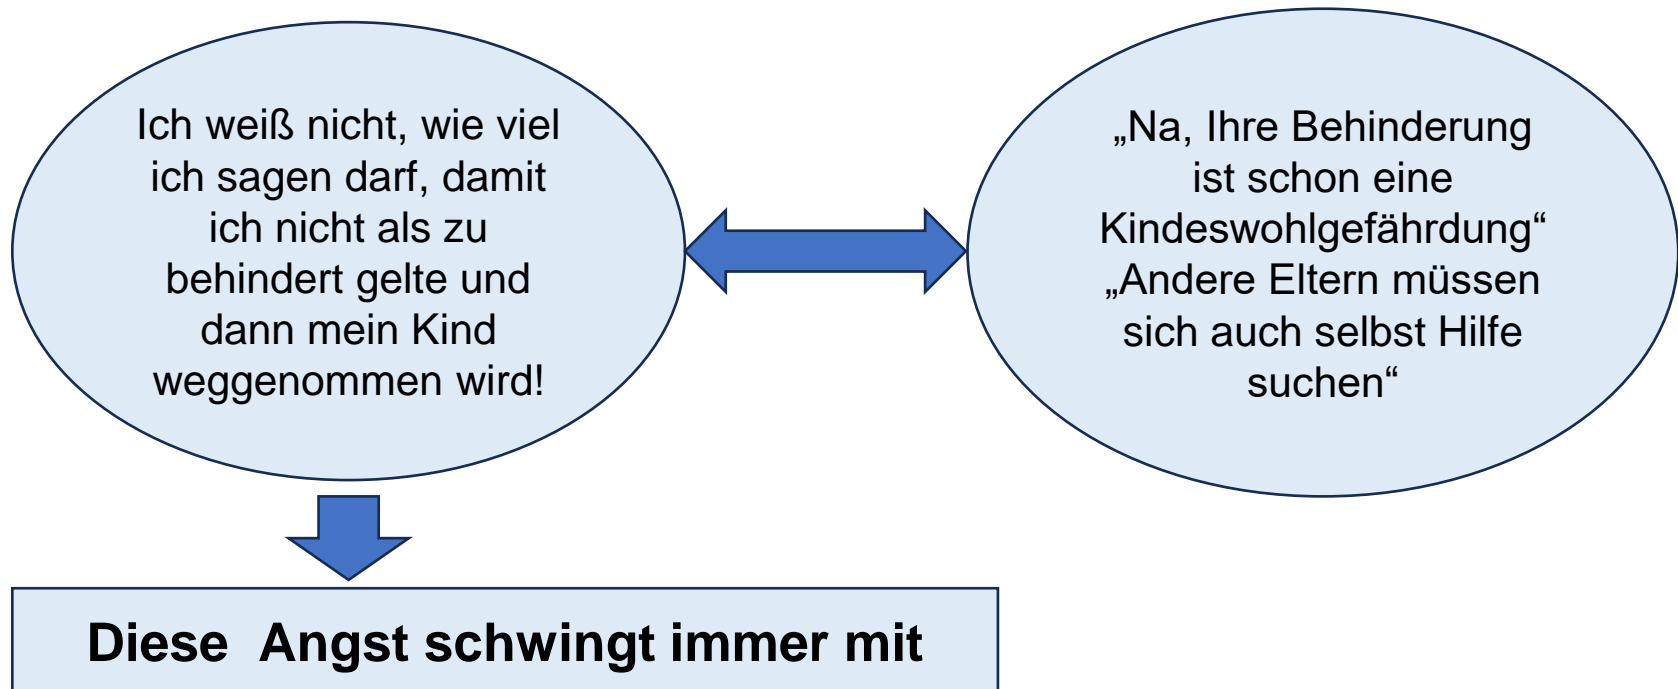 Ich weiß nicht, wie viel
ich sagen darf, damit
ich nicht als zu
behindert gelte und
dann mein Kind
weggenommen wird!
„Na, Ihre Behinderung
ist schon eine
Kindeswohlgefährdung“
„Andere Eltern müssen
sich auch selbst Hilfe
suchen“
Diese  Angst schwingt immer mit